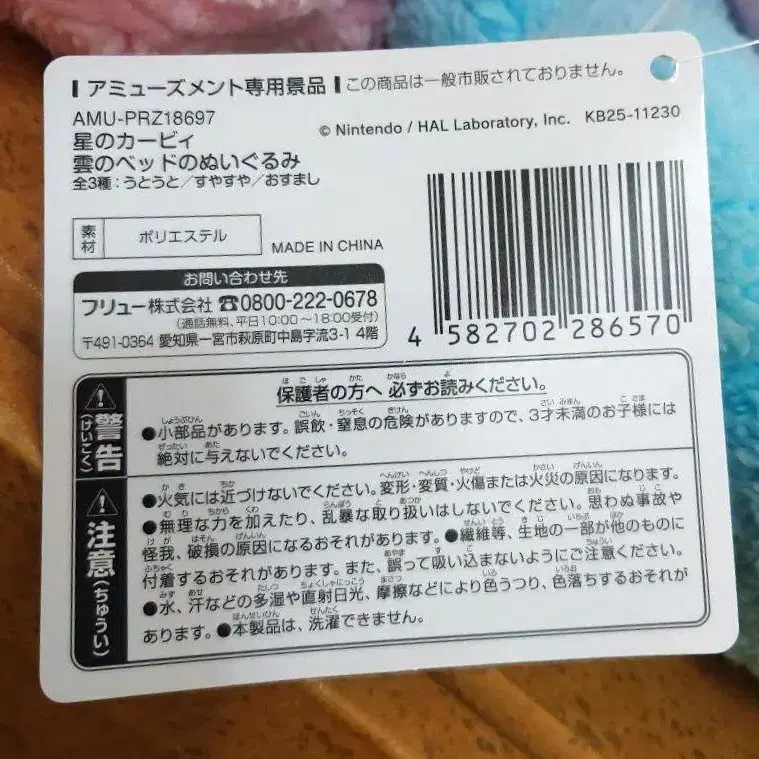 アミューズメント専用景品 この商品は一般市販されておりません。
AMU-PRZ18697
© Nintendo / HAL Laboratory, Inc. KB25-11230
星のカービィ
雲のベッドのぬいぐるみ
全3種：うとうと／すやすや／おすまし
素材 ポリエステル
MADE IN CHINA
お問い合わせ先
フリュー株式会社 ☎0800-222-0678
(通話無料、平日10:00～18:00受付)
〒491-0364 愛知県一宮市萩原町中島字流3-1 4階
4 582702 286570
警告(けいこく)
保護者の方へ 必ずお読みください。
●小部品があります。誤飲・窒息の危険がありますので、3才未満のお子様には
絶対に与えないでください。
注意(ちゅうい)
●火気には近づけないでください。変形・変質・火傷または火災の原因になります。
●無理な力を加えたり、乱暴な取り扱いはしないでください。思わぬ事故や
怪我、破損の原因になるおそれがあります。●繊維等、生地の一部が他のものに
付着するおそれがあります。また、誤って吸い込まないようにご注意ください。
●水、汗などの多湿や直射日光、摩擦などにより色うつり、色落ちするおそれが
あります。●本製品は、洗濯できません。